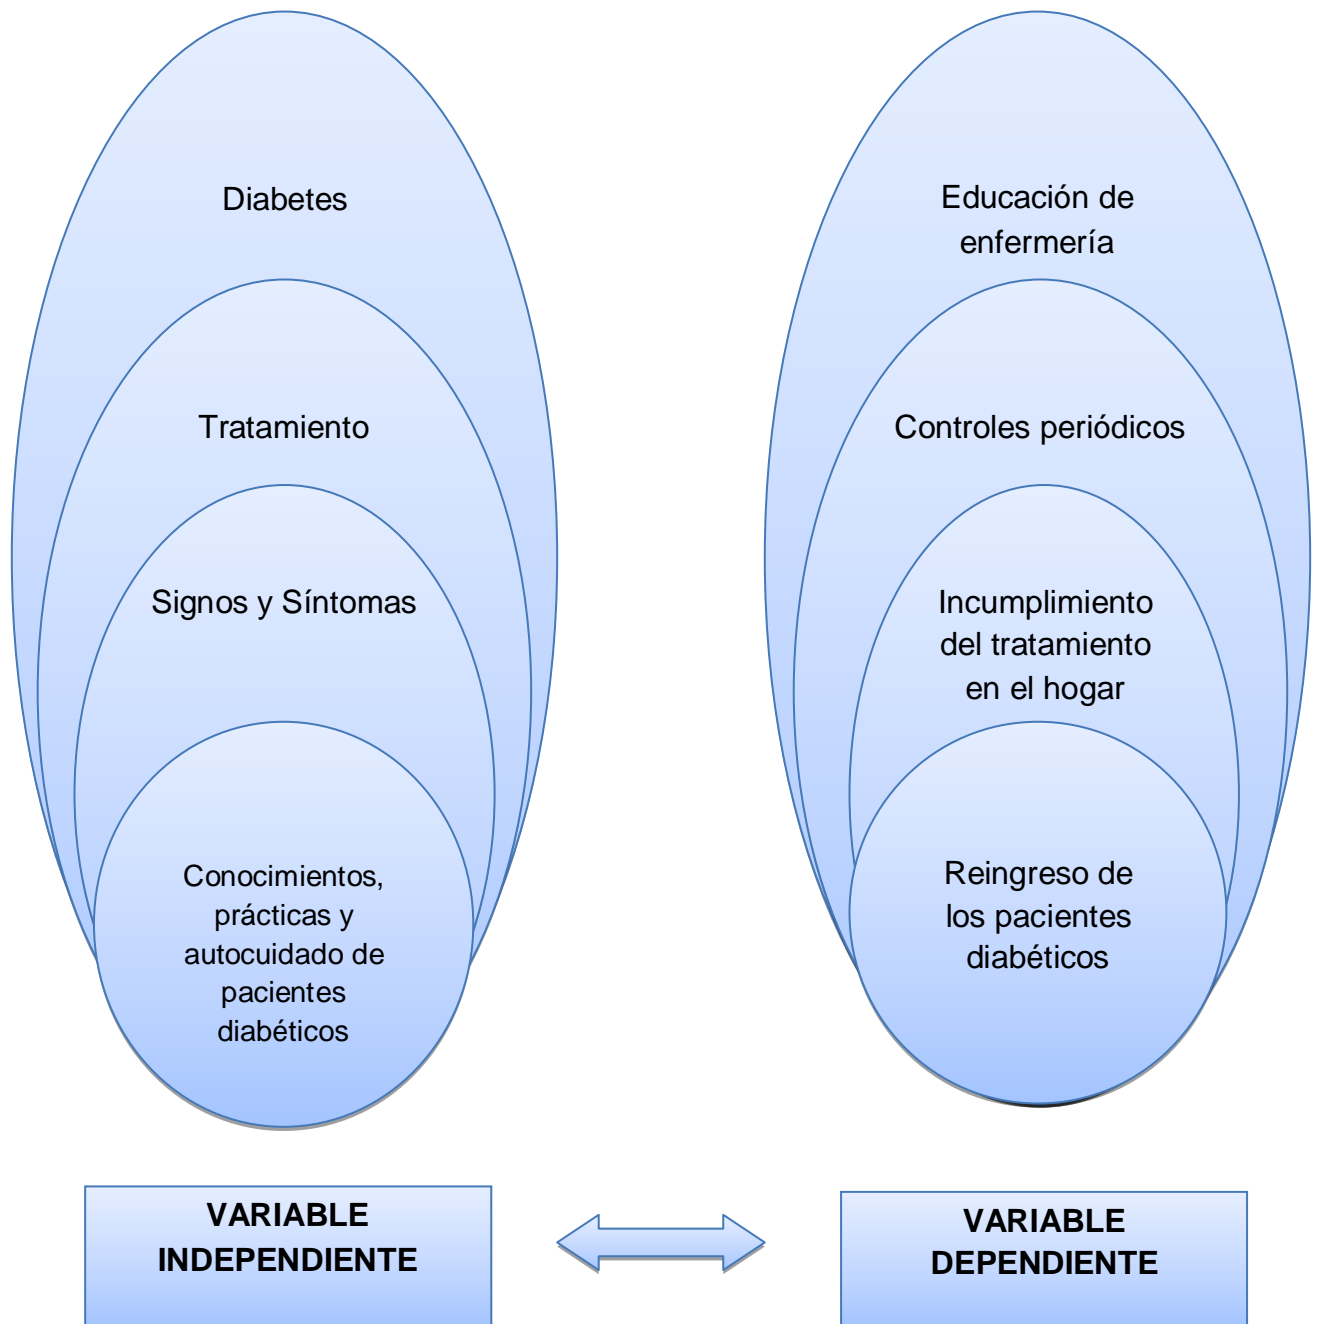 Diabetes
Tratamiento
Signos y Síntomas
Conocimientos,
prácticas y
autocuidado de
pacientes
diabéticos
VARIABLE
INDEPENDIENTE
Educación de
enfermería
Controles periódicos
Incumplimiento
del tratamiento
en el hogar
Reingreso de
los pacientes
diabéticos
VARIABLE
DEPENDIENTE